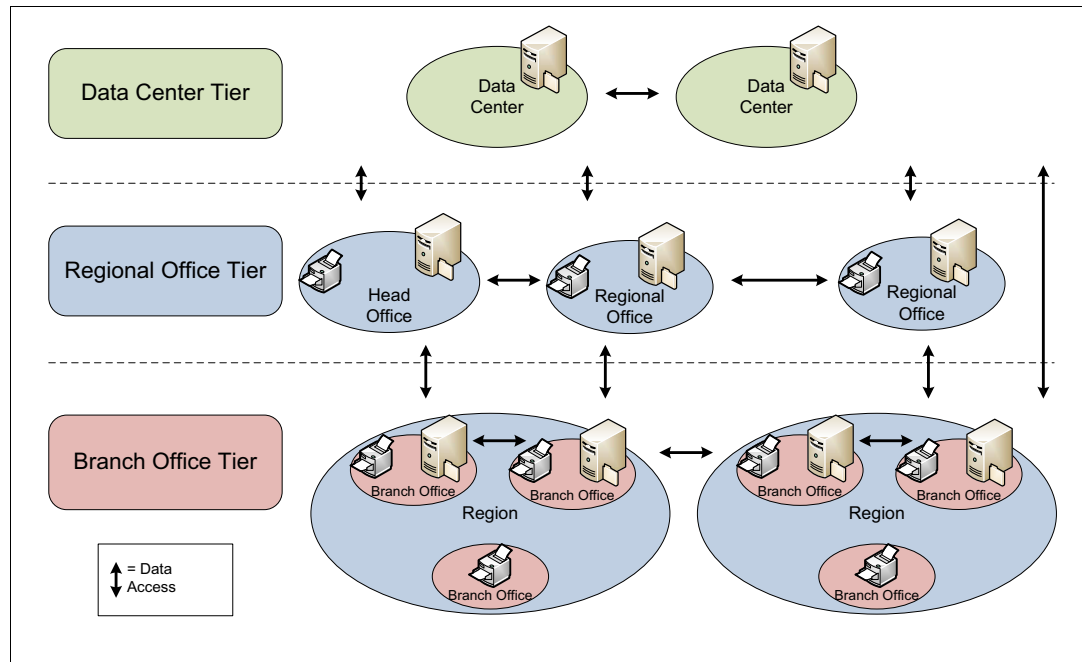 Data Center Tier
Data
Center
Data
Center
Regional Office Tier
Head
Office
Regional
Office
Regional
Office
Branch Office Tier
Branch Office
Branch Office
Region
Branch Office
Branch Office
Branch Office
Region
Branch Office
= Data
Access